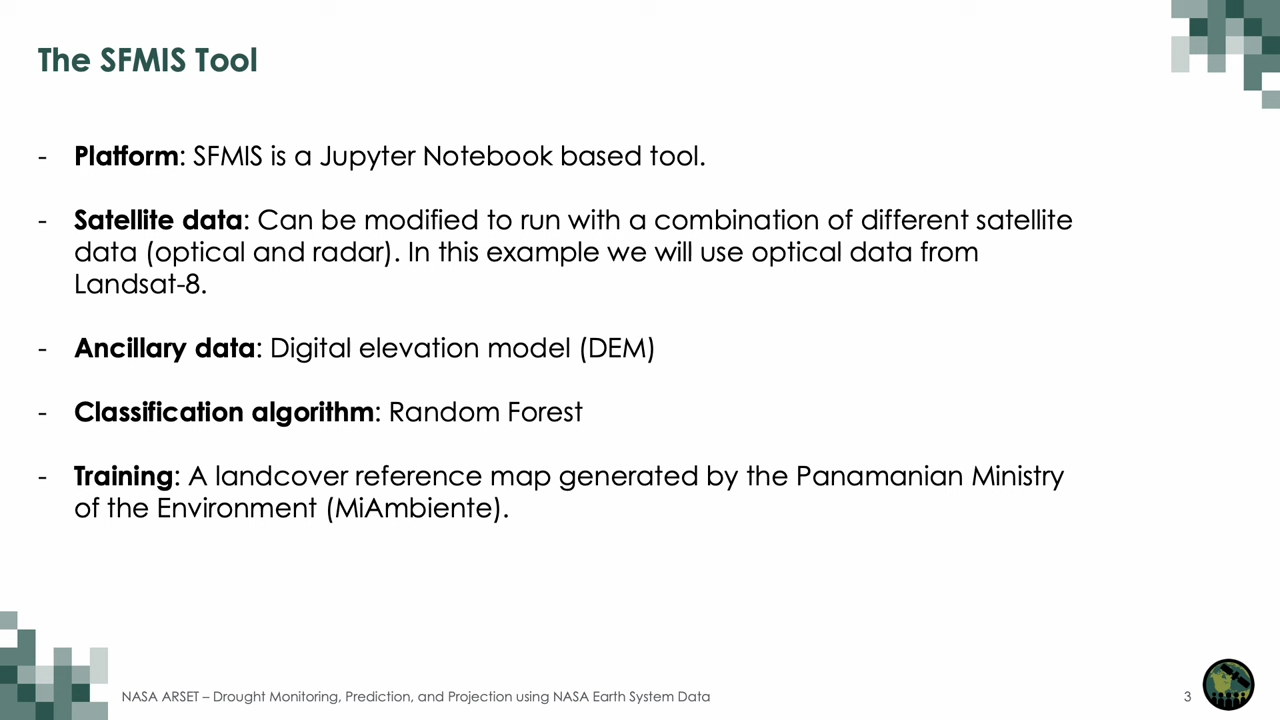 The SFMIS Tool
- Platform: SFMIS is a Jupyter Notebook based tool.
- Satellite data: Can be modified to run with a combination of different satellite
data (optical and radar). In this example we will use optical data from
Landsat-8.
- Ancillary data: Digital elevation model (DEM)
- Classification algorithm: Random Forest
- Training: A landcover reference map generated by the Panamanian Ministry
of the Environment (MiAmbiente).
NASA ARSET – Drought Monitoring, Prediction, and Projection using NASA Earth System Data
3